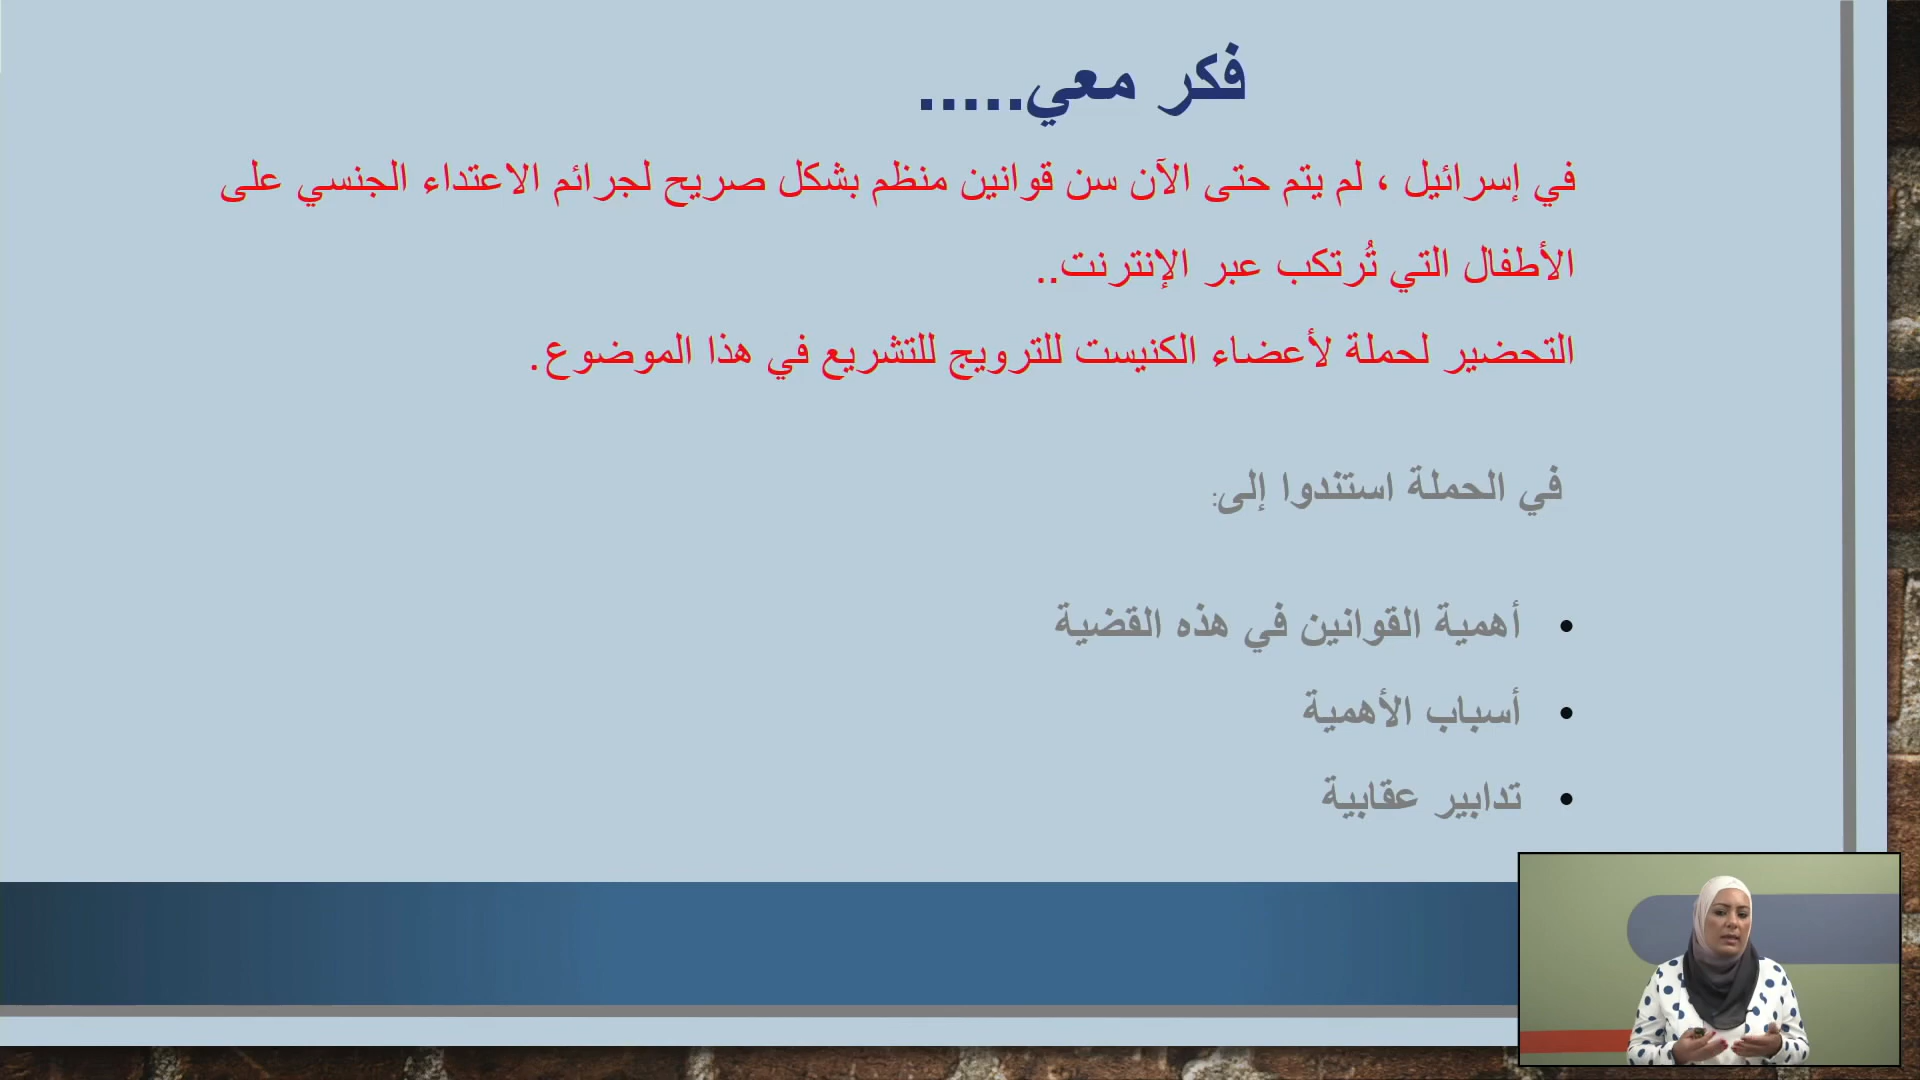 فكر معي.....
في إسرائيل ، لم يتم حتى الآن سن قوانين منظم بشكل صريح لجرائم الاعتداء الجنسي على
الأطفال التي تُرتكب عبر الإنترنت..
التحضير لحملة لأعضاء الكنيست للترويج للتشريع في هذا الموضوع.
في الحملة استندوا إلى:
• أهمية القوانين في هذه القضية
• أسباب الأهمية
• تدابير عقابية